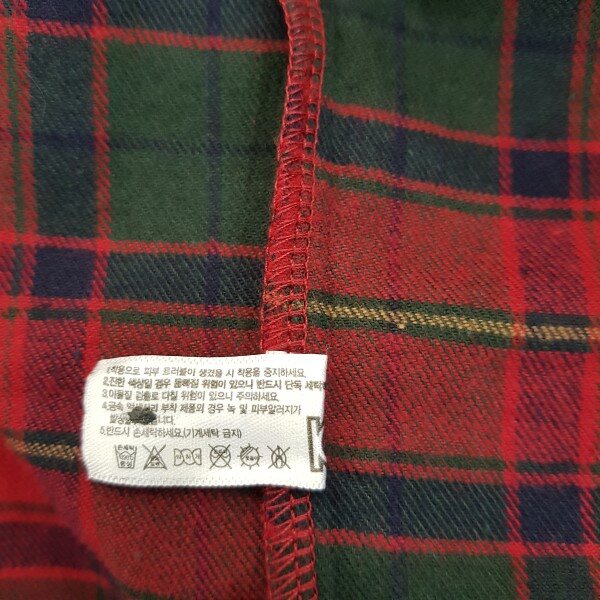 1.착용으로 피부 트러블이 생겼을 시 착용을 중지하세요.
2.진한 색상일 경우 물빠짐 위험이 있으니 반드시 단독 세탁
3.이물질 검출로 다칠 위험이 있으니 주의하세요.
4.금속 부착 제품의 경우 녹 및 피부알러지가
발생할
5.반드시 손세탁하세요.(기계세탁 금지)
K